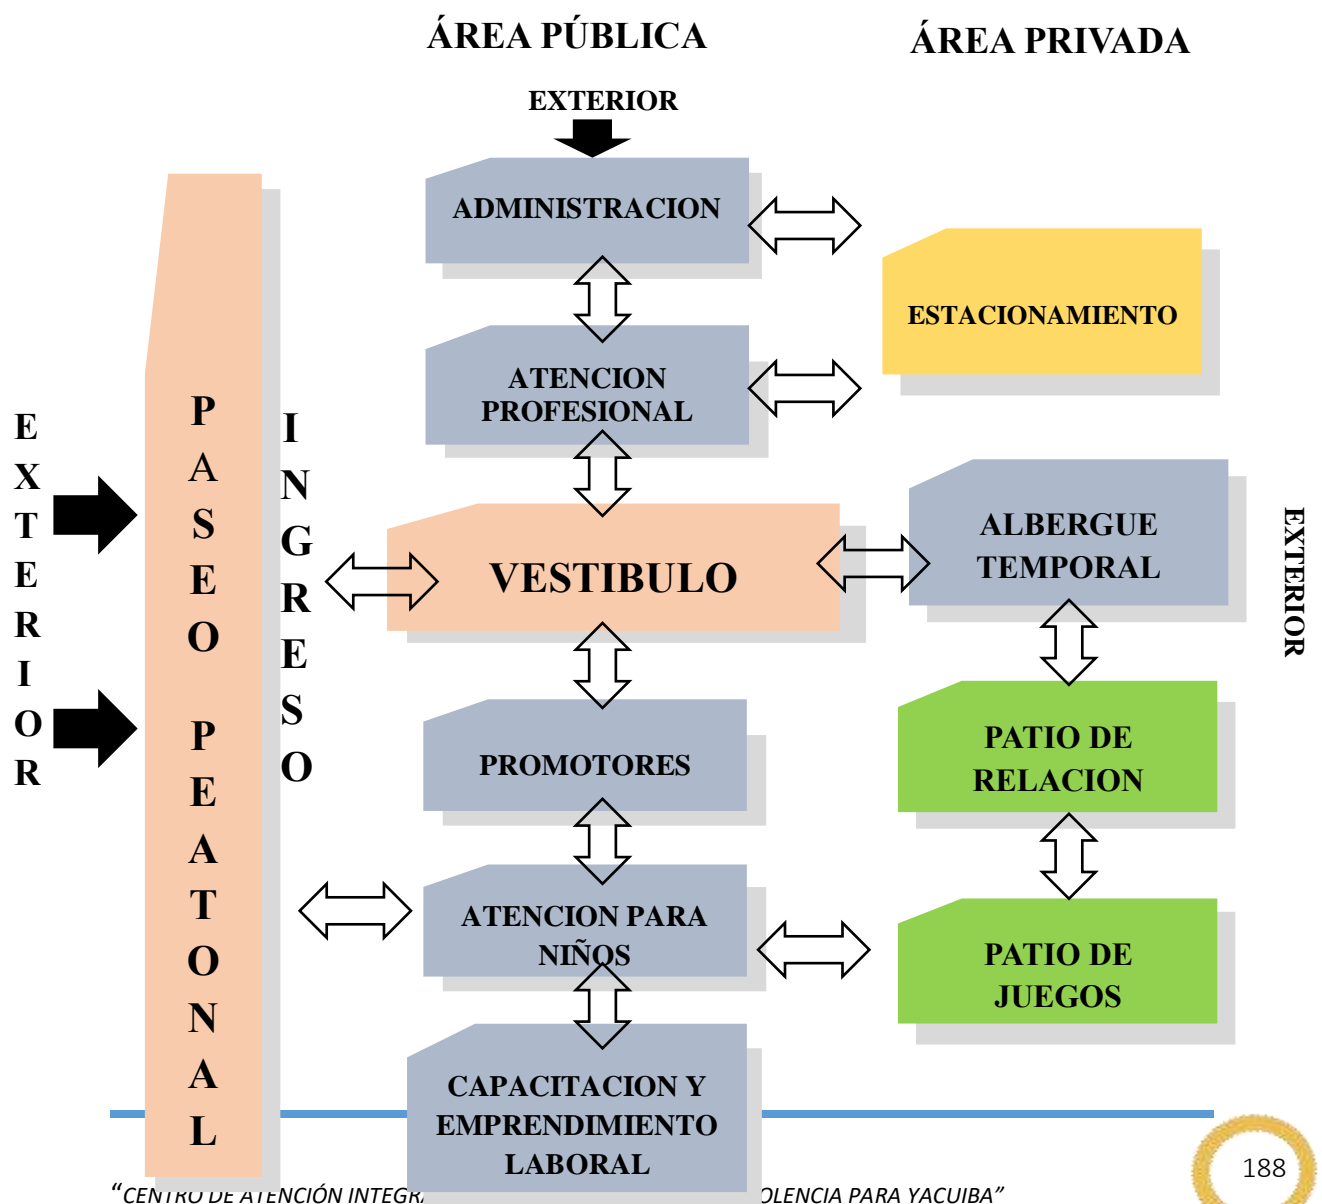 ÁREA PÚBLICA
ÁREA PRIVADA
EXTERIOR
ADMINISTRACION
ESTACIONAMIENTO
ATENCION
PROFESIONAL
EXTERIOR
PASEO PEATONAL
INGRESO
VESTIBULO
ALBERGUE
TEMPORAL
EXTERIOR
PROMOTORES
PATIO DE
RELACION
ATENCION PARA
NIÑOS
PATIO DE
JUEGOS
CAPACITACION Y
EMPRENDIMIENTO
LABORAL
188
“CENTRO DE ATENCIÓN INTEGRA OLENCIA PARA YACUIBA”